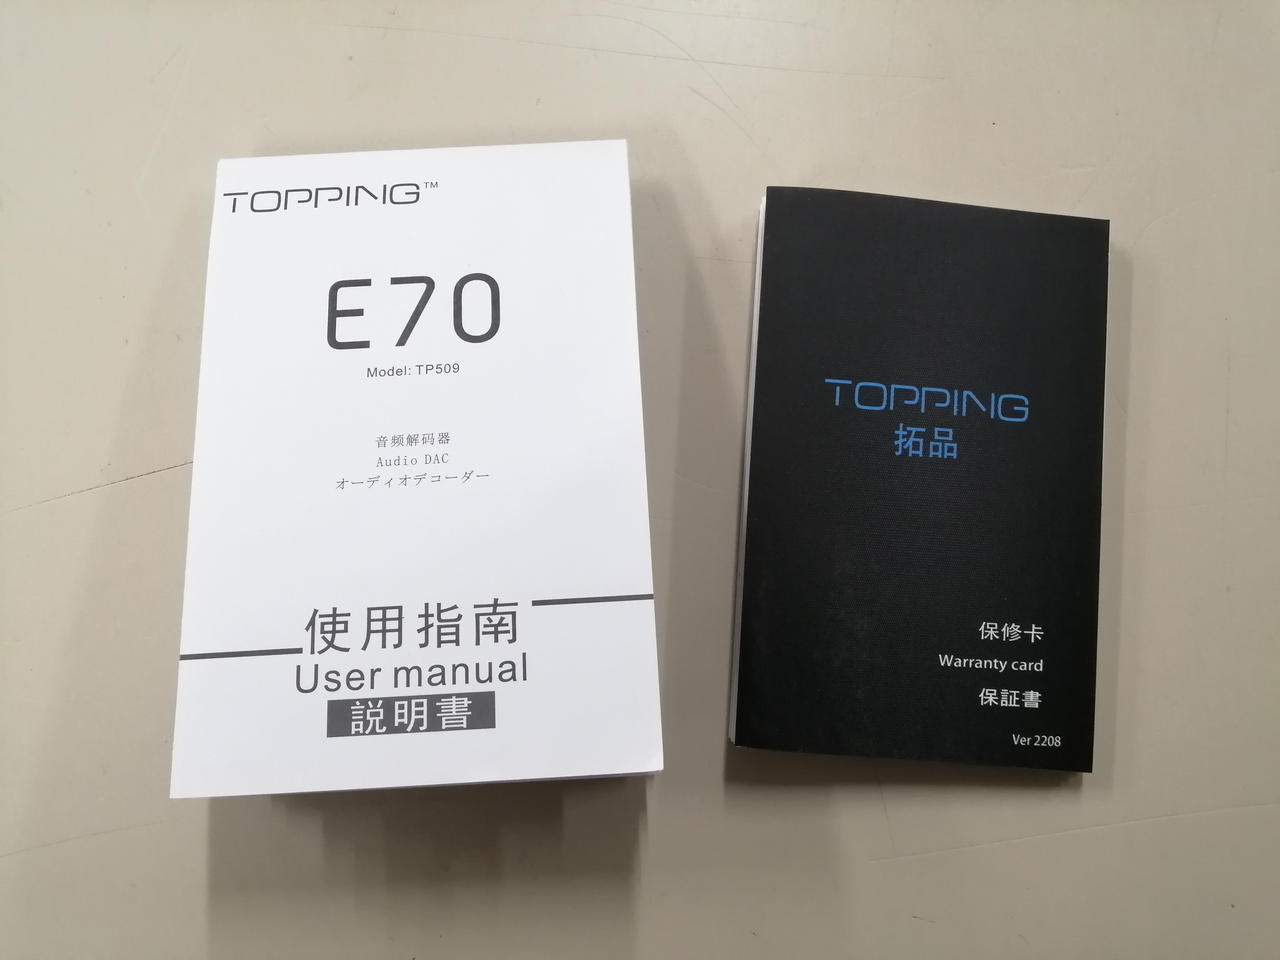 TOPPING™
E70
Model: TP509
音频解码器
Audio DAC
オーディオデコーダー
使用指南
User manual
説明書
TOPPING
拓品
保修卡
Warranty card
保証書
Ver 2208